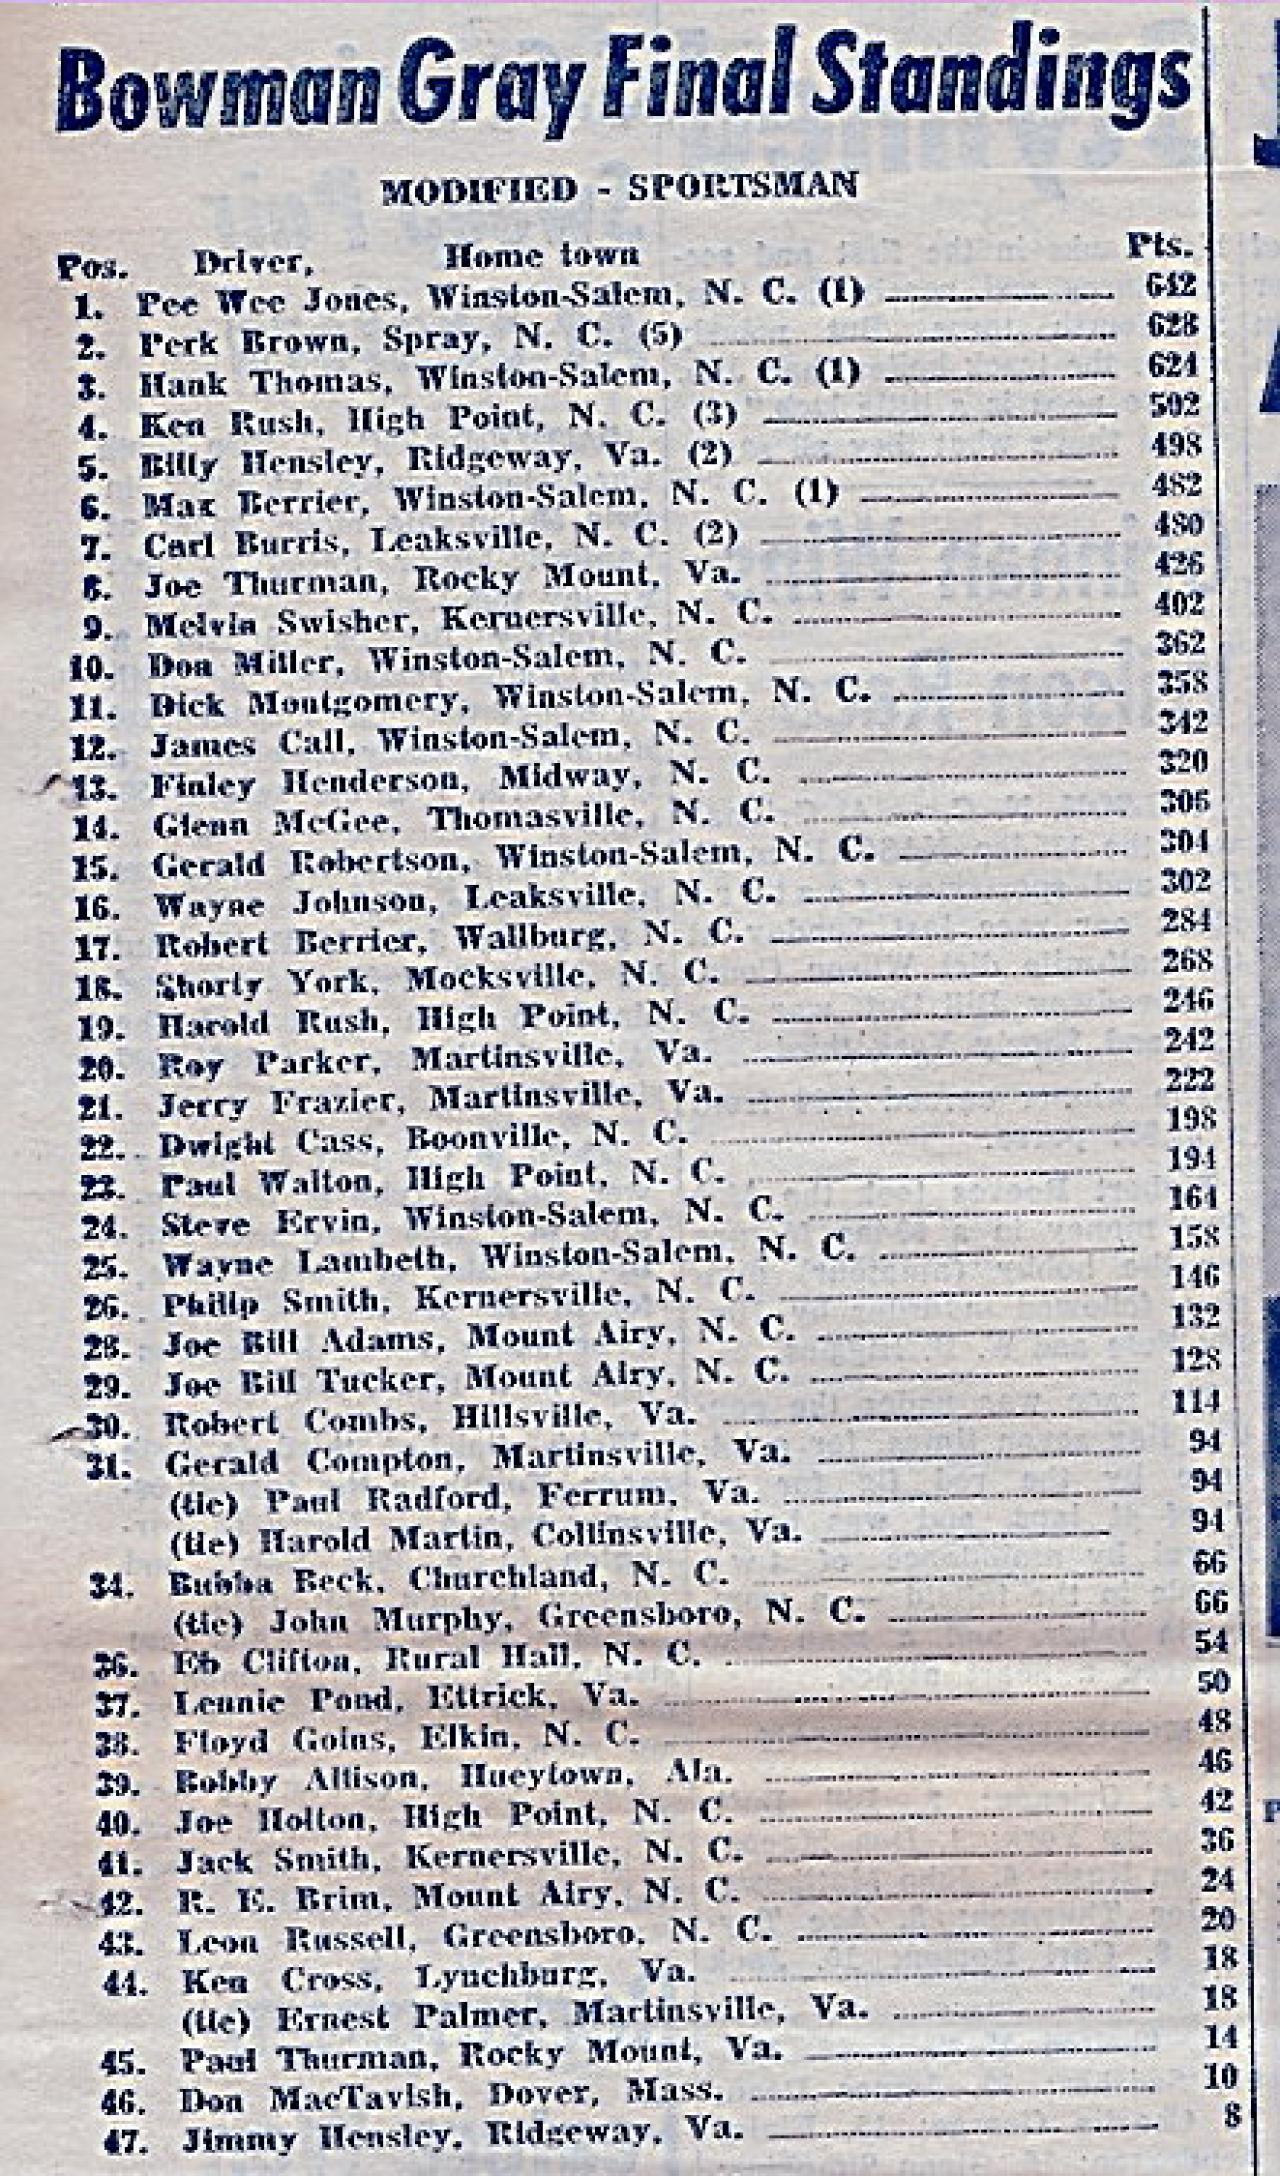 Bowman Gray Final Standings
MODIFIED - SPORTSMAN
Pos. Driver, Home town Pts.
1. Pee Wee Jones, Winston-Salem, N. C. (1) 642
2. Perk Brown, Spray, N. C. (5) 628
3. Hank Thomas, Winston-Salem, N. C. (1) 624
4. Ken Rush, High Point, N. C. (3) 502
5. Billy Hensley, Ridgeway, Va. (2) 498
6. Max Berrier, Winston-Salem, N. C. (1) 482
7. Carl Burris, Leaksville, N. C. (2) 480
8. Joe Thurman, Rocky Mount, Va. 426
9. Melvin Swisher, Kernersville, N. C. 402
10. Don Miller, Winston-Salem, N. C. 362
11. Dick Montgomery, Winston-Salem, N. C. 358
12. James Call, Winston-Salem, N. C. 342
13. Finley Henderson, Midway, N. C. 320
14. Glenn McGee, Thomasville, N. C. 306
15. Gerald Robertson, Winston-Salem, N. C. 304
16. Wayne Johnson, Leaksville, N. C. 302
17. Robert Berrier, Wallburg, N. C. 284
18. Shorty York, Mocksville, N. C. 268
19. Harold Rush, High Point, N. C. 246
20. Roy Parker, Martinsville, Va. 242
21. Jerry Frazier, Martinsville, Va. 222
22. Dwight Cass, Boonville, N. C. 198
23. Paul Walton, High Point, N. C. 194
24. Steve Ervin, Winston-Salem, N. C. 164
25. Wayne Lambeth, Winston-Salem, N. C. 158
26. Philip Smith, Kernersville, N. C. 146
28. Joe Bill Adams, Mount Airy, N. C. 132
29. Joe Bill Tucker, Mount Airy, N. C. 128
30. Robert Combs, Hillsville, Va. 114
31. Gerald Compton, Martinsville, Va. 94
(tie) Paul Radford, Ferrum, Va. 94
(tie) Harold Martin, Collinsville, Va. 94
34. Bubba Beck, Churchland, N. C. 66
(tie) John Murphy, Greensboro, N. C. 66
36. Eb Clifton, Rural Hall, N. C. 54
37. Lennie Pond, Ettrick, Va. 50
38. Floyd Goins, Elkin, N. C. 48
39. Bobby Allison, Hueytown, Ala. 46
40. Joe Holton, High Point, N. C. 42
41. Jack Smith, Kernersville, N. C. 36
42. R. E. Brim, Mount Airy, N. C. 24
43. Leon Russell, Greensboro, N. C. 20
44. Ken Cross, Lynchburg, Va. 18
(tie) Ernest Palmer, Martinsville, Va. 18
45. Paul Thurman, Rocky Mount, Va. 14
46. Don MacTavish, Dover, Mass. 10
47. Jimmy Hensley, Ridgeway, Va. 8